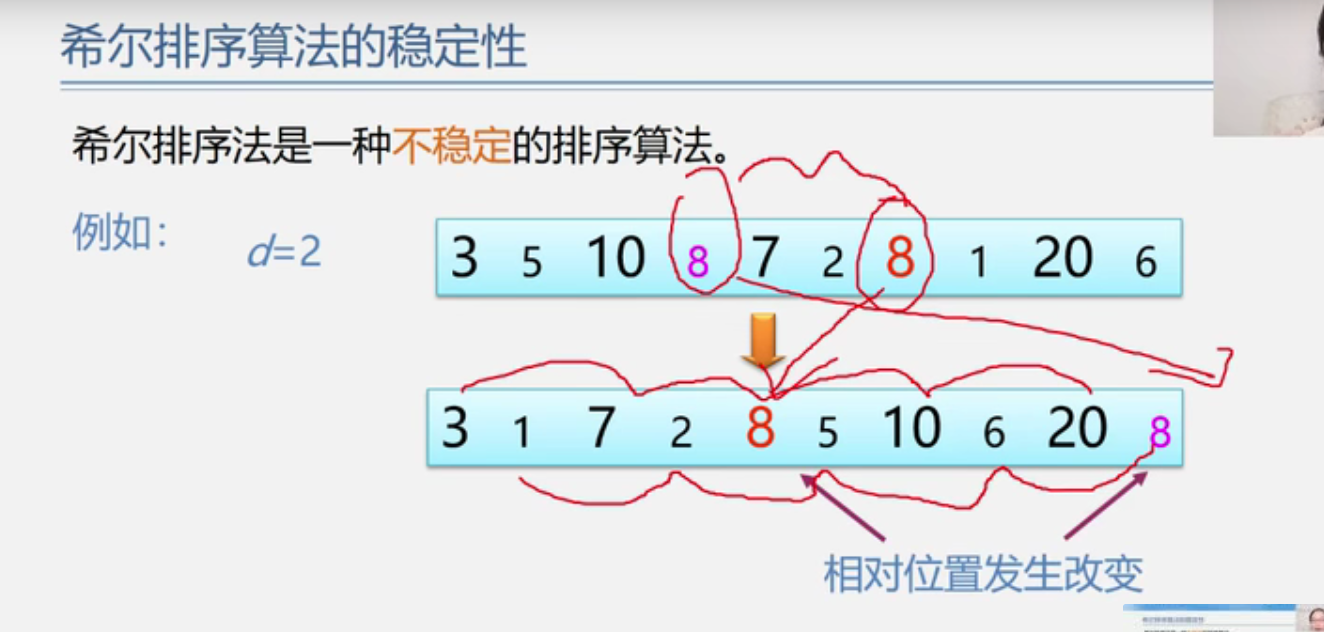 希尔排序算法的稳定性
希尔排序法是一种不稳定的排序算法。
例如：
d=2
3 5 10 8 7 2 8 1 20 6
3 1 7 2 8 5 10 6 20 8
相对位置发生改变